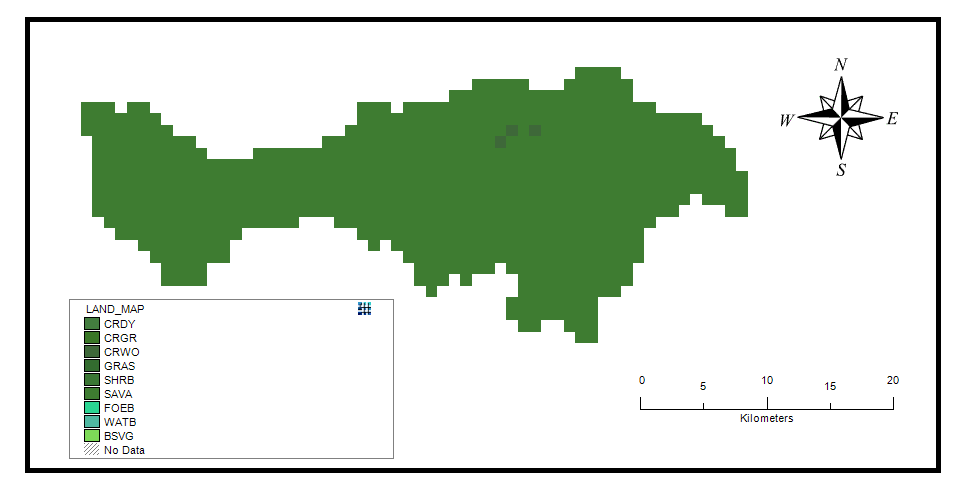 N
W E
S
LAND_MAP
CRDY
CRGR
CRWO
GRAS
SHRB
SAVA
FOEB
WATB
BSVG
No Data
0 5 10 15 20
Kilometers